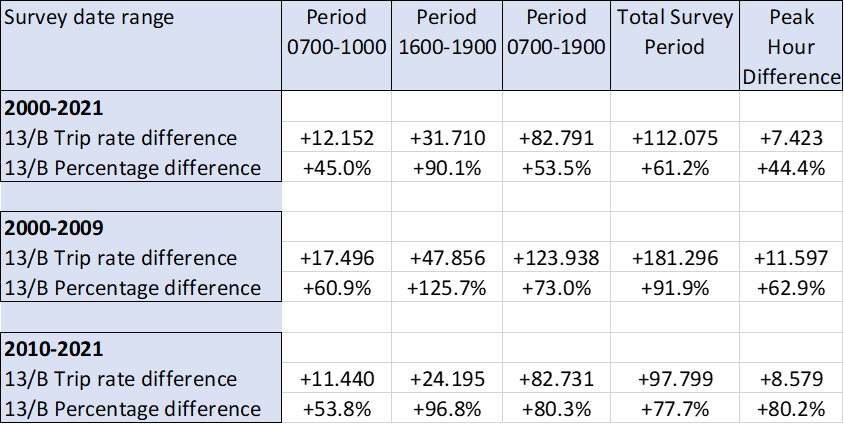 Survey date range Period Period Period Total Survey Peak
0700-1000 1600-1900 0700-1900 Period Hour
Difference
2000-2021
13/B Trip rate difference +12.152 +31.710 +82.791 +112.075 +7.423
13/B Percentage difference +45.0% +90.1% +53.5% +61.2% +44.4%
2000-2009
13/B Trip rate difference +17.496 +47.856 +123.938 +181.296 +11.597
13/B Percentage difference +60.9% +125.7% +73.0% +91.9% +62.9%
2010-2021
13/B Trip rate difference +11.440 +24.195 +82.731 +97.799 +8.579
13/B Percentage difference +53.8% +96.8% +80.3% +77.7% +80.2%